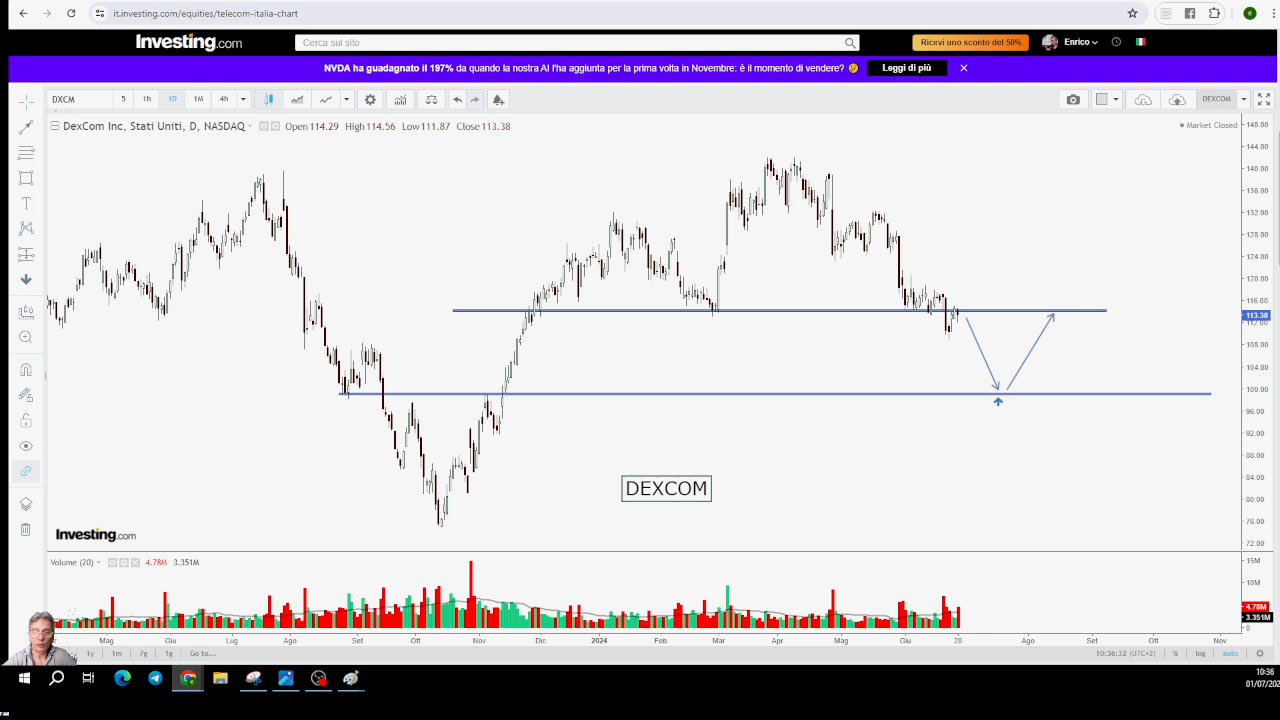 it.investing.com/equities/telecom-italia-chart
e
Investing.com
Cerca sul sito
Ricevi uno sconto del 50%
Enrico
NVDA ha guadagnato il 197% da quando la nostra AI l'ha aggiunta per la prima volta in Novembre: è il momento di vendere?
Leggi di più
DXCM
5
1h
1D
1M
4h
DEXCOM
DexCom Inc, Stati Uniti, D, NASDAQ
Open 114.29 High 114.56 Low 111.87 Close 113.38
Market Closed
148.00
144.00
140.00
136.00
132.00
128.00
124.00
120.00
116.00
113.38
112.00
108.00
104.00
100.00
96.00
92.00
88.00
84.00
80.00
76.00
72.00
DEXCOM
Investing.com
Volume (20)
4.78M 3.351M
15M
10M
4.78M
3.351M
0
Mag Giu Lug Ago Set Ott Nov Dic 2024 Feb Mar Apr Mag Giu 28 Ago Set Ott Nov
1y 1m 7g 1g Go to...
10:36:32 (UTC+2) % log auto
10:36
01/07/202